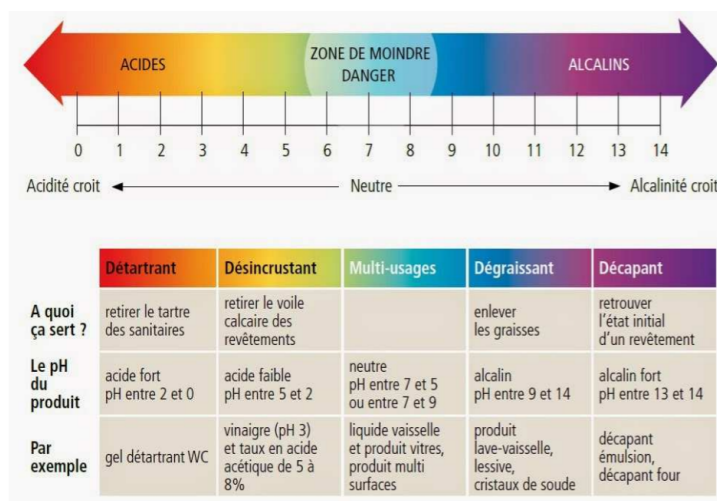 ACIDES
ZONE DE MOINDRE
DANGER
ALCALINS
0 1 2 3 4 5 6 7 8 9 10 11 12 13 14
Acidité croit Neutre Alcalinité croit
Détartrant Désincrustant Multi-usages Dégraissant Décapant
A quoi
ça sert ?
retirer le tartre
des sanitaires
retirer le voile
calcaire des
revêtements
enlever
les graisses
retrouver
l'état initial
d'un revêtement
Le pH
du
produit
acide fort
pH entre 2 et 0
acide faible
pH entre 5 et 2
neutre
pH entre 7 et 5
ou entre 7 et 9
alcalin
pH entre 9 et 14
alcalin fort
pH entre 13 et 14
Par
exemple
gel détartrant WC
vinaigre (pH 3)
et taux en acide
acétique de 5 à
8%
liquide vaisselle
et produit vitres,
produit multi
surfaces
produit
lave-vaisselle,
lessive,
cristaux de soude
décapant
émulsion,
décapant four